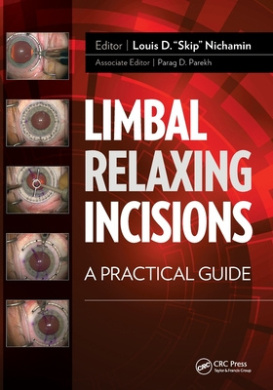 Editor | Louis D. "Skip" Nichamin
Associate Editor | Parag D. Parekh
LIMBAL
RELAXING
INCISIONS
A PRACTICAL GUIDE
CRC Press
Taylor & Francis Group